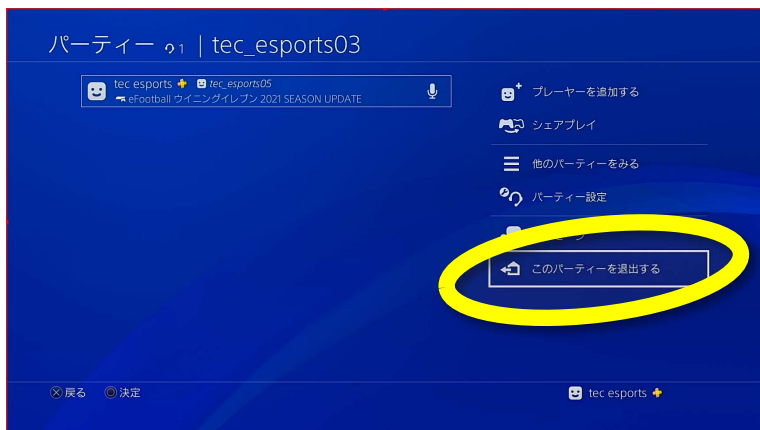 パーティー 1 | tec_esports03
tec esports tec_esports05
eFootball ウイニングイレブン 2021 SEASON UPDATE
プレーヤーを追加する
シェアプレイ
他のパーティーをみる
パーティー設定
このパーティーを退出する
戻る 決定
tec esports